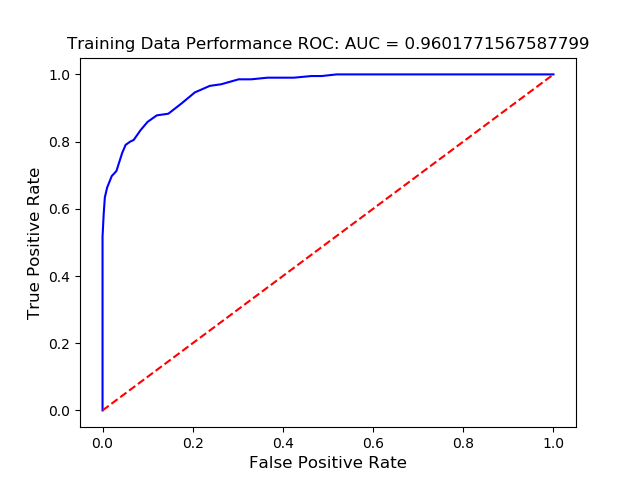 Training Data Performance ROC: AUC = 0.9601771567587799
1.0
0.8
0.6
0.4
0.2
0.0
True Positive Rate
0.0 0.2 0.4 0.6 0.8 1.0
False Positive Rate